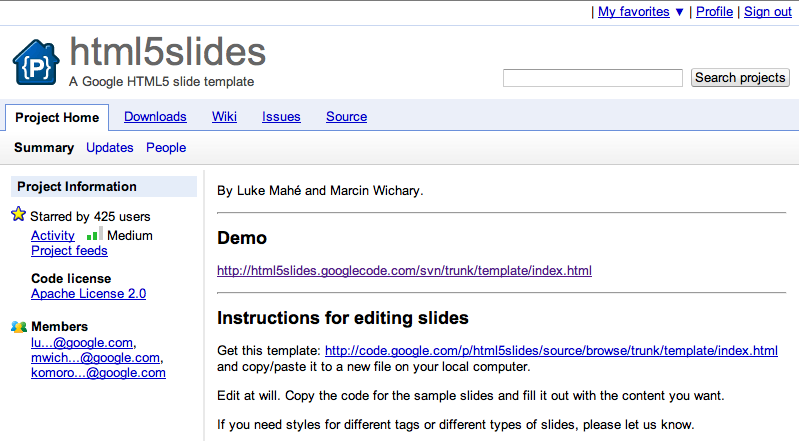 | My favorites ▼ | Profile | Sign out
{P}
html5slides
A Google HTML5 slide template
Search projects
Project Home Downloads Wiki Issues Source
Summary Updates People
Project Information
Starred by 425 users
Activity Medium
Project feeds
Code license
Apache License 2.0
Members
lu...@google.com,
mwich...@google.com,
komoro...@google.com
By Luke Mahé and Marcin Wichary.
Demo
http://html5slides.googlecode.com/svn/trunk/template/index.html
Instructions for editing slides
Get this template: http://code.google.com/p/html5slides/source/browse/trunk/template/index.html
and copy/paste it to a new file on your local computer.
Edit at will. Copy the code for the sample slides and fill it out with the content you want.
If you need styles for different tags or different types of slides, please let us know.